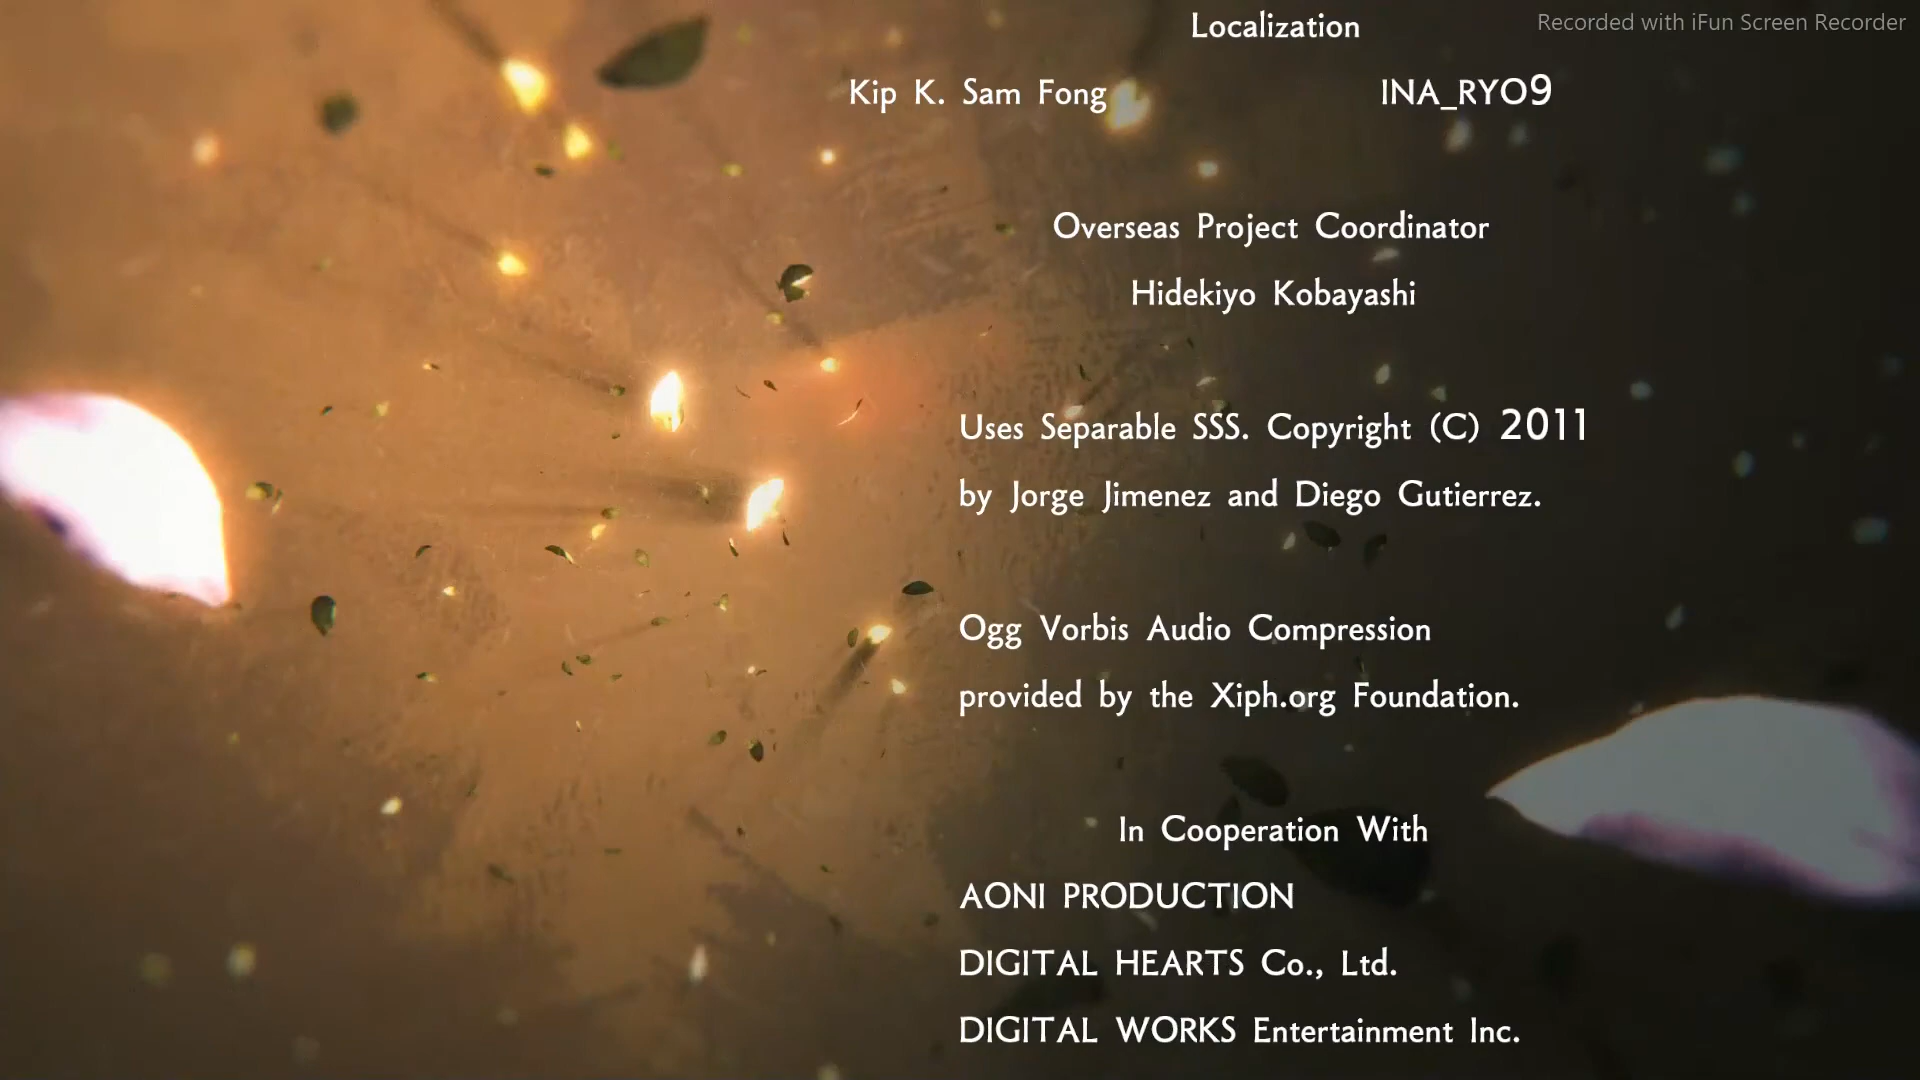 Recorded with iFun Screen Recorder
Localization
Kip K. Sam Fong INA_RYO9
Overseas Project Coordinator
Hidekiyo Kobayashi
Uses Separable SSS. Copyright (C) 2011
by Jorge Jimenez and Diego Gutierrez.
Ogg Vorbis Audio Compression
provided by the Xiph.org Foundation.
In Cooperation With
AONI PRODUCTION
DIGITAL HEARTS Co., Ltd.
DIGITAL WORKS Entertainment Inc.